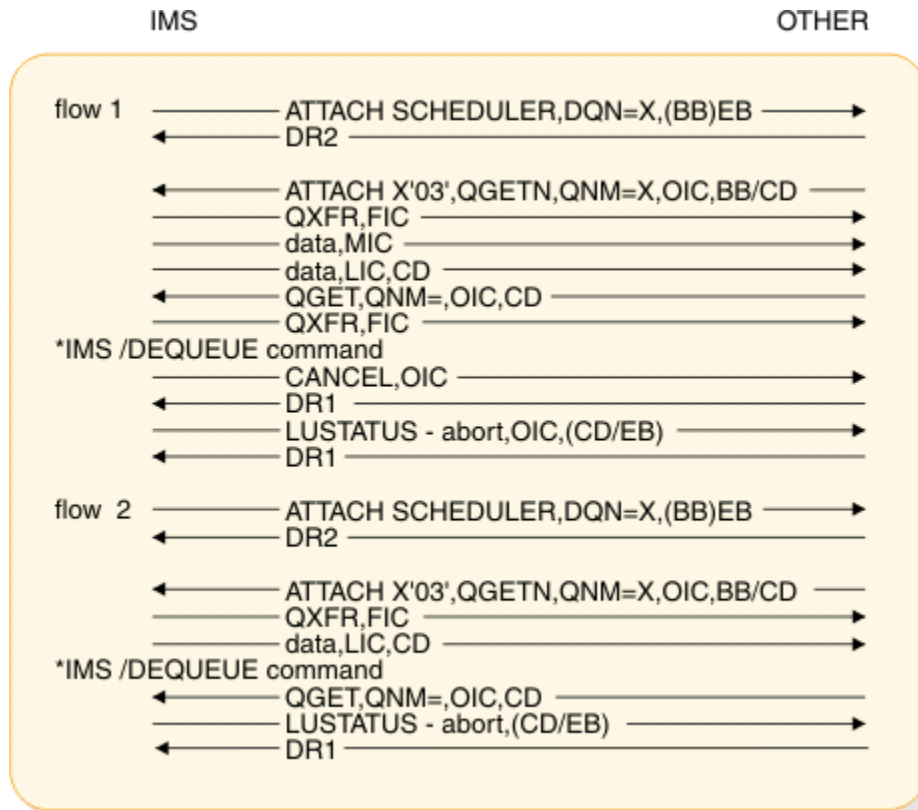 IMS OTHER
flow 1 ATTACH SCHEDULER,DQN=X,(BB)EB
DR2
ATTACH X'03',QGETN,QNM=X,OIC,BB/CD
QXFR,FIC
data,MIC
data,LIC,CD
QGET,QNM=,OIC,CD
QXFR,FIC
*IMS /DEQUEUE command
CANCEL,OIC
DR1
LUSTATUS - abort,OIC,(CD/EB)
DR1
flow 2 ATTACH SCHEDULER,DQN=X,(BB)EB
DR2
ATTACH X'03',QGETN,QNM=X,OIC,BB/CD
QXFR,FIC
data,LIC,CD
*IMS /DEQUEUE command
QGET,QNM=,OIC,CD
LUSTATUS - abort,(CD/EB)
DR1